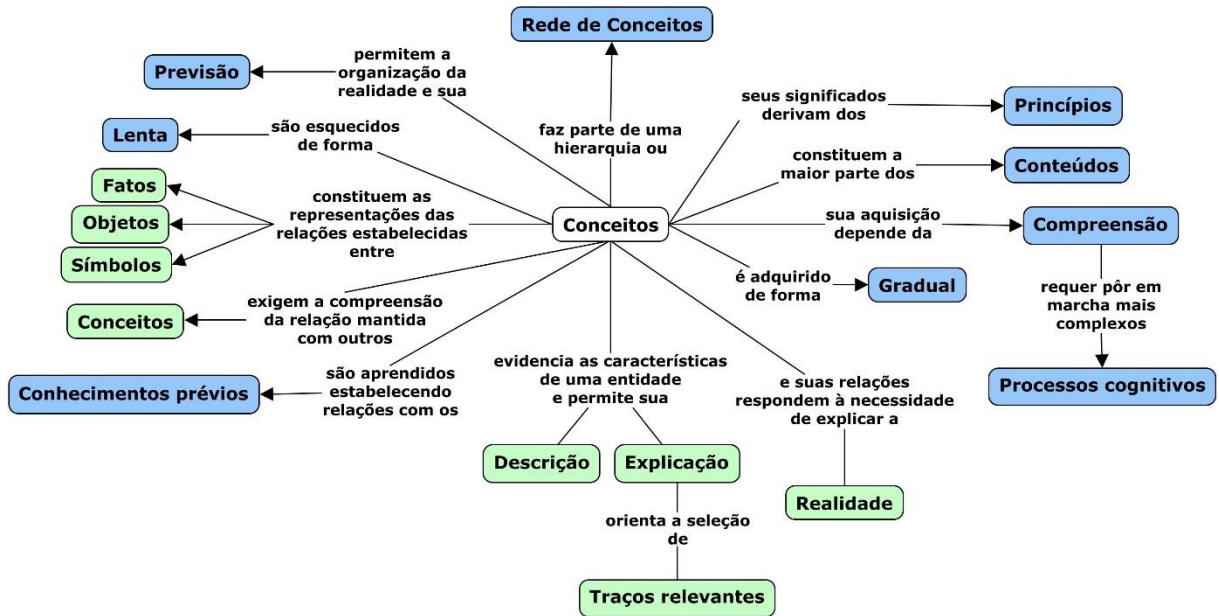 Rede de Conceitos
permitem a
organização da
realidade e sua
Previsão
seus significados
derivam dos
Princípios
são esquecidos
de forma
Lenta
faz parte de uma
hierarquia ou
constituem a
maior parte dos
Conteúdos
Fatos
Objetos
Símbolos
constituem as
representações das
relações estabelecidas
entre
Conceitos
sua aquisição
depende da
Compreensão
é adquirido
de forma
Gradual
requer pôr em
marcha mais
complexos
Processos cognitivos
exigem a compreensão
da relação mantida
com outros
Conceitos
são aprendidos
estabelecendo
relações com os
Conhecimentos prévios
evidencia as características
de uma entidade
e permite sua
e suas relações
respondem à necessidade
de explicar a
Descrição
Explicação
Realidade
orienta a seleção
de
Traços relevantes